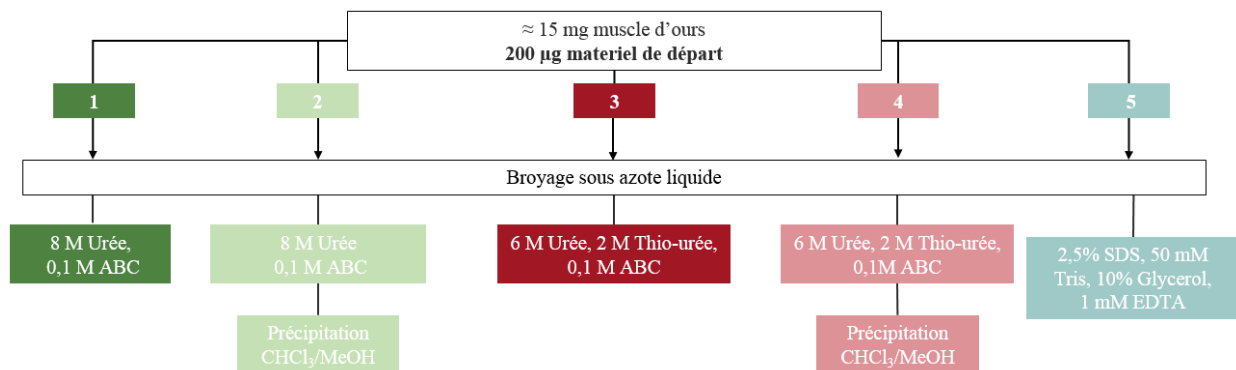 ≈ 15 mg muscle d’ours
200 µg materiel de départ
1
2
3
4
5
Broyage sous azote liquide
8 M Urée,
0,1 M ABC
8 M Urée
0,1 M ABC
6 M Urée, 2 M Thio-urée,
0,1 M ABC
6 M Urée, 2 M Thio-urée,
0,1M ABC
2,5% SDS, 50 mM
Tris, 10% Glycerol,
1 mM EDTA
Précipitation
CHCl₃/MeOH
Précipitation
CHCl₃/MeOH